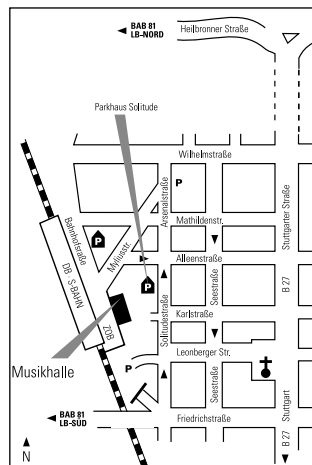 BAB 81
LB-NORD
Heilbronner Straße
Parkhaus Solitude
Wilhelmstraße
P
Arsenalstraße
Stuttgarter Straße
Mathildenstr.
Bahnhofsraße
P
Myliusstr.
Alleenstraße
DB - S-BAHN
P
Seestraße
B 27
Solitudestraße
Karlstraße
ZOB
Musikhalle
Leonberger Str.
P
Seestraße
Stuttgart
BAB 81
LB-SÜD
Friedrichstraße
B 27
N